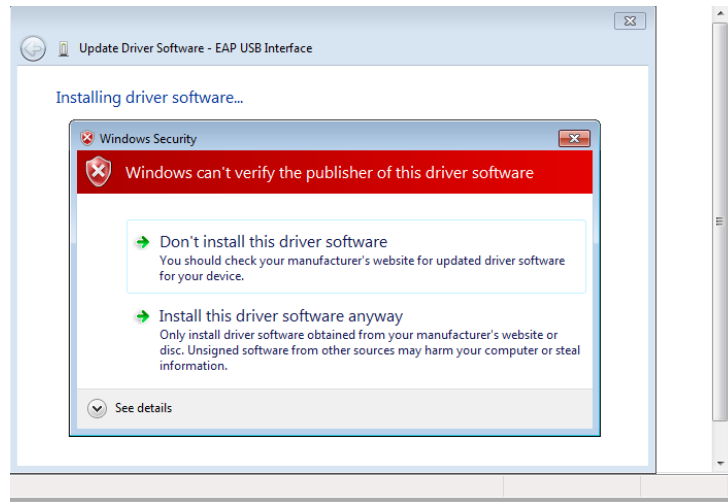 Update Driver Software - EAP USB Interface
Installing driver software...
Windows Security
Windows can't verify the publisher of this driver software
Don't install this driver software
You should check your manufacturer's website for updated driver software
for your device.
Install this driver software anyway
Only install driver software obtained from your manufacturer's website or
disc. Unsigned software from other sources may harm your computer or steal
information.
See details